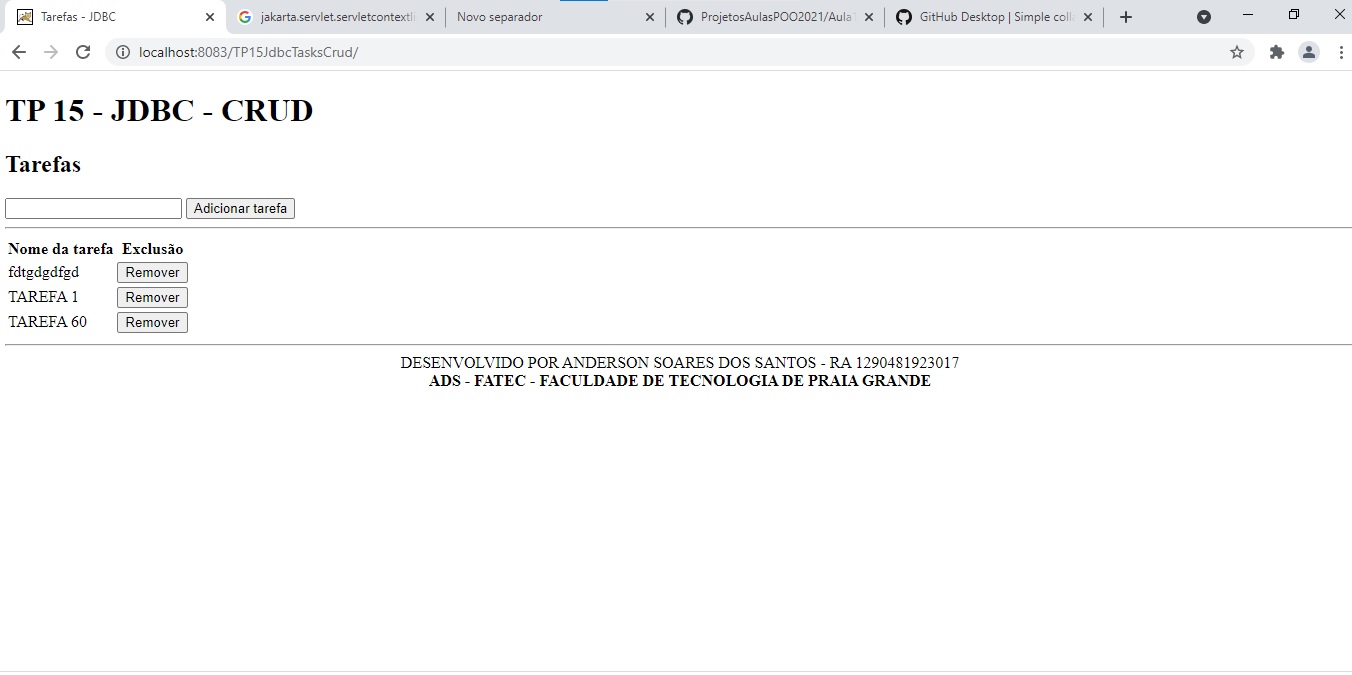 Tarefas - JDBC
jakarta.servlet.servletcontextli
Novo separador
ProjetosAulasPOO2021/Aula1
GitHub Desktop | Simple coll
localhost:8083/TP15JdbcTasksCrud/
TP 15 - JDBC - CRUD
Tarefas
Adicionar tarefa
Nome da tarefa Exclusão
fdtgdgdfgd Remover
TAREFA 1 Remover
TAREFA 60 Remover
DESENVOLVIDO POR ANDERSON SOARES DOS SANTOS - RA 1290481923017
ADS - FATEC - FACULDADE DE TECNOLOGIA DE PRAIA GRANDE